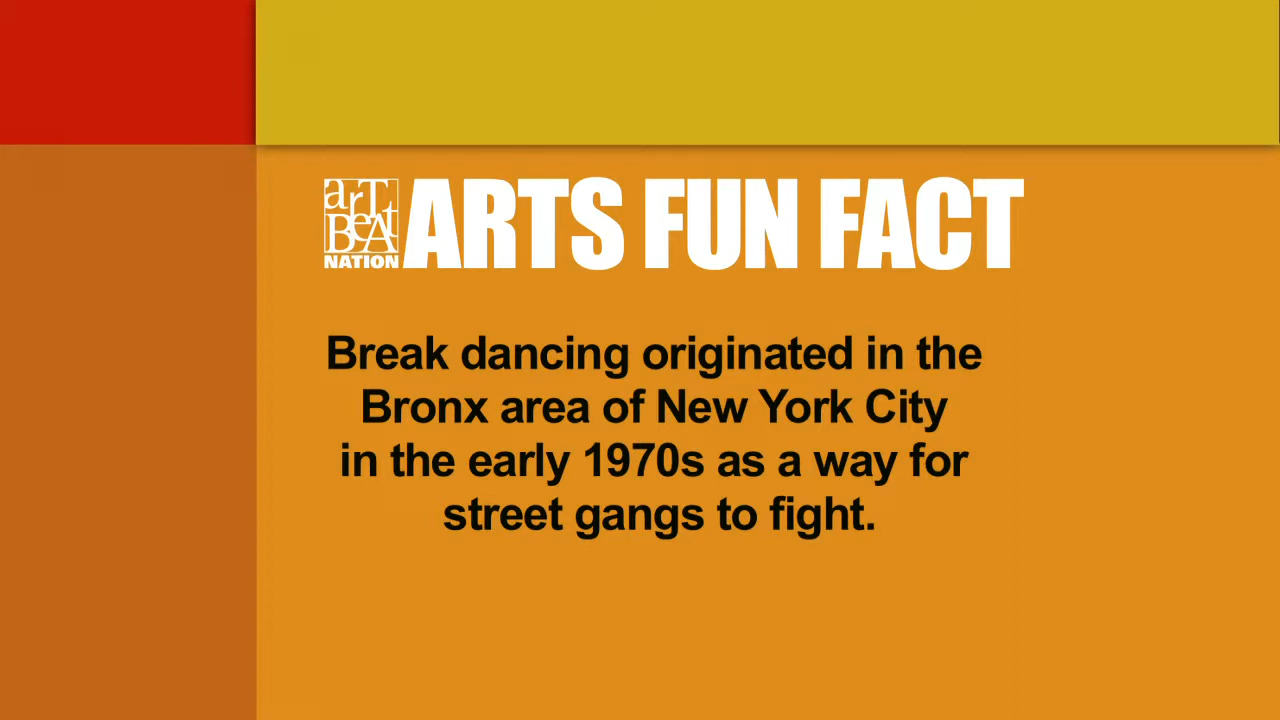 arT
BeAt
NATION
ARTS FUN FACT
Break dancing originated in the
Bronx area of New York City
in the early 1970s as a way for
street gangs to fight.